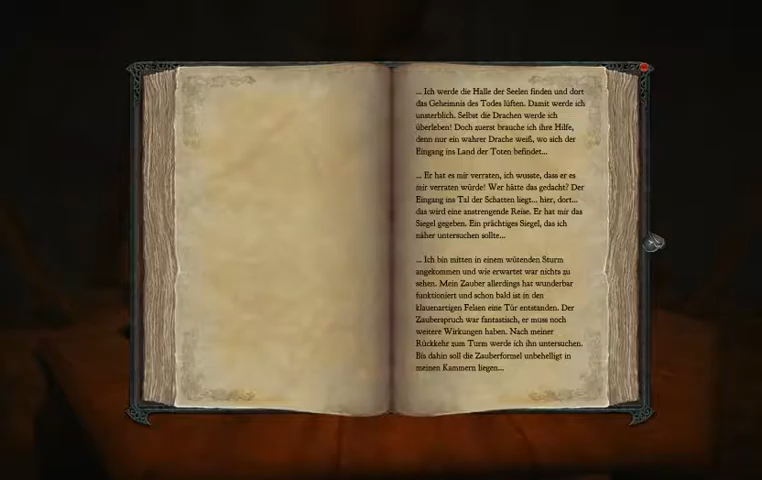 ... Ich werde die Halle der Seelen finden und dort
das Geheimnis des Todes lüften. Damit werde ich
unsterblich. Selbst die Drachen werde ich
überleben! Doch zuerst brauche ich ihre Hilfe,
denn nur ein wahrer Drache weiß, wo sich der
Eingang ins Land der Toten befindet...
... Er hat es mir verraten, ich wusste, dass er es
mir verraten würde! Wer hätte das gedacht? Der
Eingang ins Tal der Schatten liegt... hier, dort...
das wird eine anstrengende Reise. Er hat mir das
Siegel gegeben. Ein prächtiges Siegel, das ich
näher untersuchen sollte...
... Ich bin mitten in einem wütenden Sturm
angekommen und wie erwartet war nichts zu
sehen. Mein Zauber allerdings hat wunderbar
funktioniert und schon bald ist in den
klauenartigen Felsen eine Tür entstanden. Der
Zauberspruch war fantastisch, er muss noch
weitere Wirkungen haben. Nach meiner
Rückkehr zum Turm werde ich ihn untersuchen.
Bis dahin soll die Zauberformel unbehelligt in
meinen Kammern liegen...